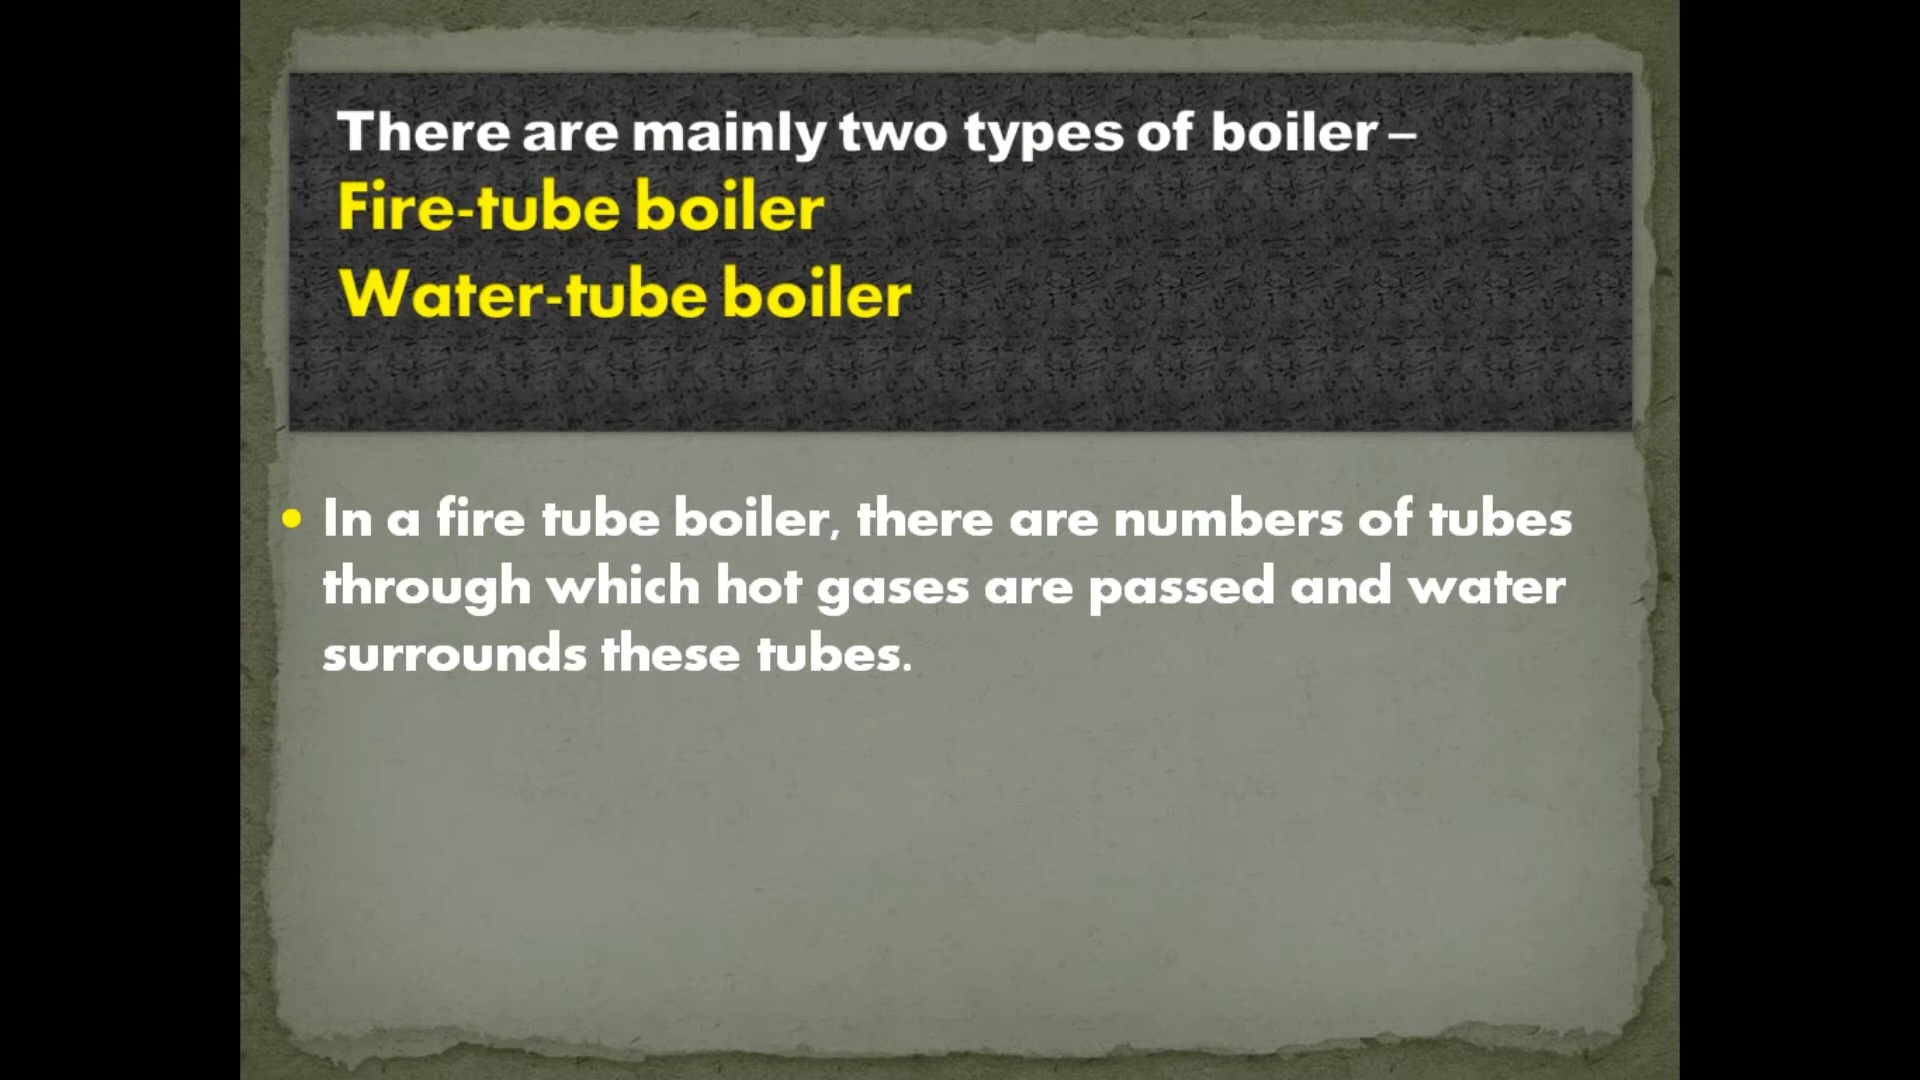 There are mainly two types of boiler –
Fire-tube boiler
Water-tube boiler
• In a fire tube boiler, there are numbers of tubes
through which hot gases are passed and water
surrounds these tubes.